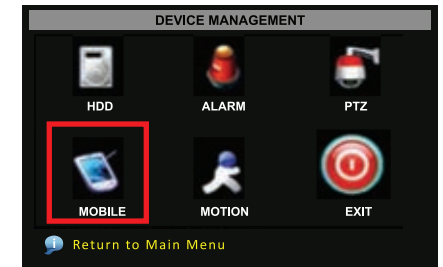 DEVICE MANAGEMENT
HDD ALARM PTZ
MOBILE MOTION EXIT
Return to Main Menu